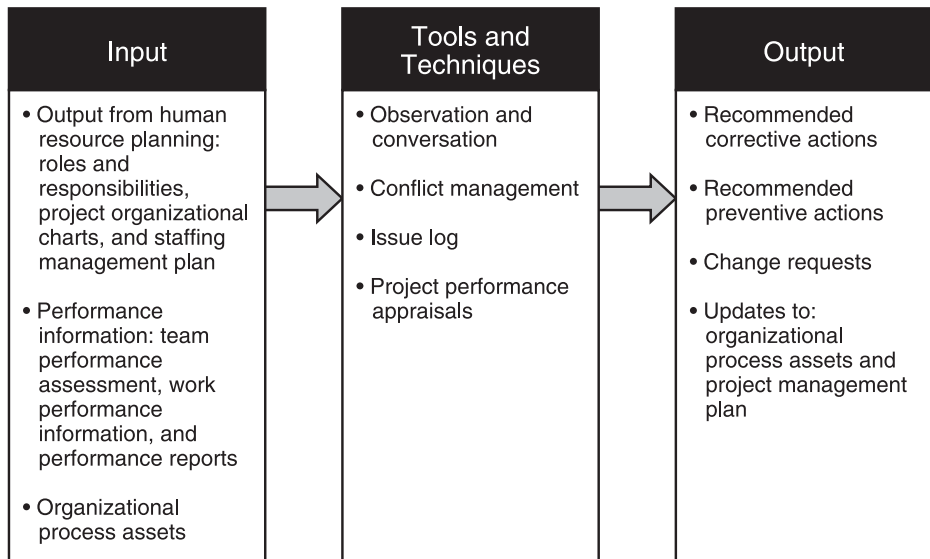 Input
• Output from human
resource planning:
roles and
responsibilities,
project organizational
charts, and staffing
management plan
• Performance
information: team
performance
assessment, work
performance
information, and
performance reports
• Organizational
process assets
Tools and
Techniques
• Observation and
conversation
• Conflict management
• Issue log
• Project performance
appraisals
Output
• Recommended
corrective actions
• Recommended
preventive actions
• Change requests
• Updates to:
organizational
process assets and
project management
plan